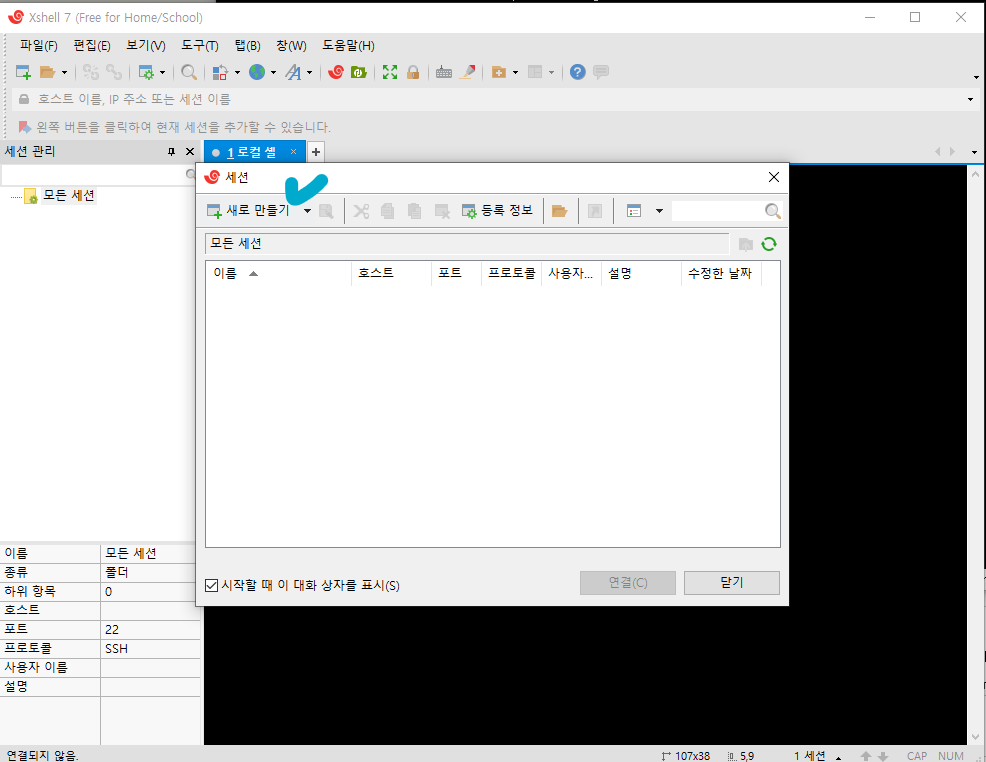 Xshell 7 (Free for Home/School)
파일(F) 편집(E) 보기(V) 도구(T) 탭(B) 창(W) 도움말(H)
호스트 이름, IP 주소 또는 세션 이름
왼쪽 버튼을 클릭하여 현재 세션을 추가할 수 있습니다.
세션 관리
1 로컬 셸
모든 세션
세션
새로 만들기
등록 정보
모든 세션
이름 호스트 포트 프로토콜 사용자... 설명 수정한 날짜
시작할 때 이 대화 상자를 표시(S)
연결(C) 닫기
이름 모든 세션
종류 폴더
하위 항목 0
호스트
포트 22
프로토콜 SSH
사용자 이름
설명
연결되지 않음. 107x38 5,9 1 세션 CAP NUM